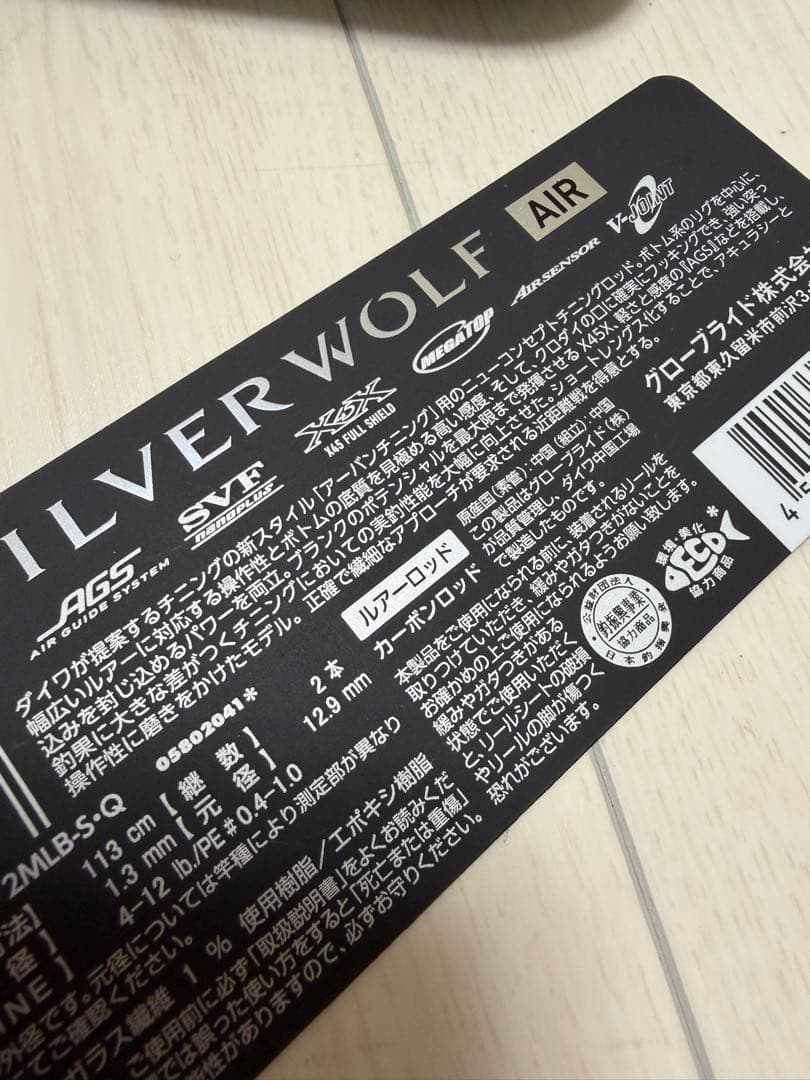 ILVER WOLF AIR
AGS
AIR GUIDE SYSTEM
SVF
nanoplus
X45X
X45 FULL SHIELD
MEGATOP
AIRSENSOR
V-JOINT
ダイワが提案するチニングの新スタイル「アーバンチニング」用のニューコンセプトチニングロッド。ボトム系のリグを中心に、
幅広いルアーに対応する操作性とボトムの底質を見極める高い感度、そして、クロダイの口に確実にフッキングでき、強い突っ
込みを封じ込めるパワーを両立。ブランクのポテンシャルを最大限まで発揮させる X45X、軽さと感度の『AGS』などを搭載し、
釣果に大きな差がつくチニングにおいての実釣性能を大幅に向上させた。ショートレングス化することで、アキュラシーと
操作性に磨きをかけたモデル。正確で繊細なアプローチが要求される近距離戦を得意とする。
05802041*
2MLB-S・Q
113 cm 【継 数】 2 本
1.3 mm 【元 径】 12.9 mm
4-12 lb/PE # 0.4-1.0
法】
径】
INE】
外径です。元径については竿種により測定部が異なり
てご確認ください。
ガラス繊維 1 % 使用樹脂/エポキシ樹脂
ご使用前に必ず「取扱説明書」をよくお読みくだ
では誤った使い方をすると「死亡または重傷」
能性がありますので、必ずお守りください。
ルアーロッド
カーボンロッド
原産国(素管):中国(組立):中国
この製品はグローブライド(株)
が品質管理し、ダイワ中国工場
で製造したものです。
本製品をご使用になられる前に、装着されるリールを
取りつけていただき、緩みやガタつきがないことを
お確かめの上ご使用になられるようお願い致します。
緩みやガタつきがある
状態でご使用いただく
と、リールシートの破損
やリールの脚が傷つく
恐れがございます。
公益財団法人
釣振興事業
協力商品
日本釣振興会
環境・美化
ECO
協力商品
グローブライド株式会
東京都東久留米市前沢3
4 5